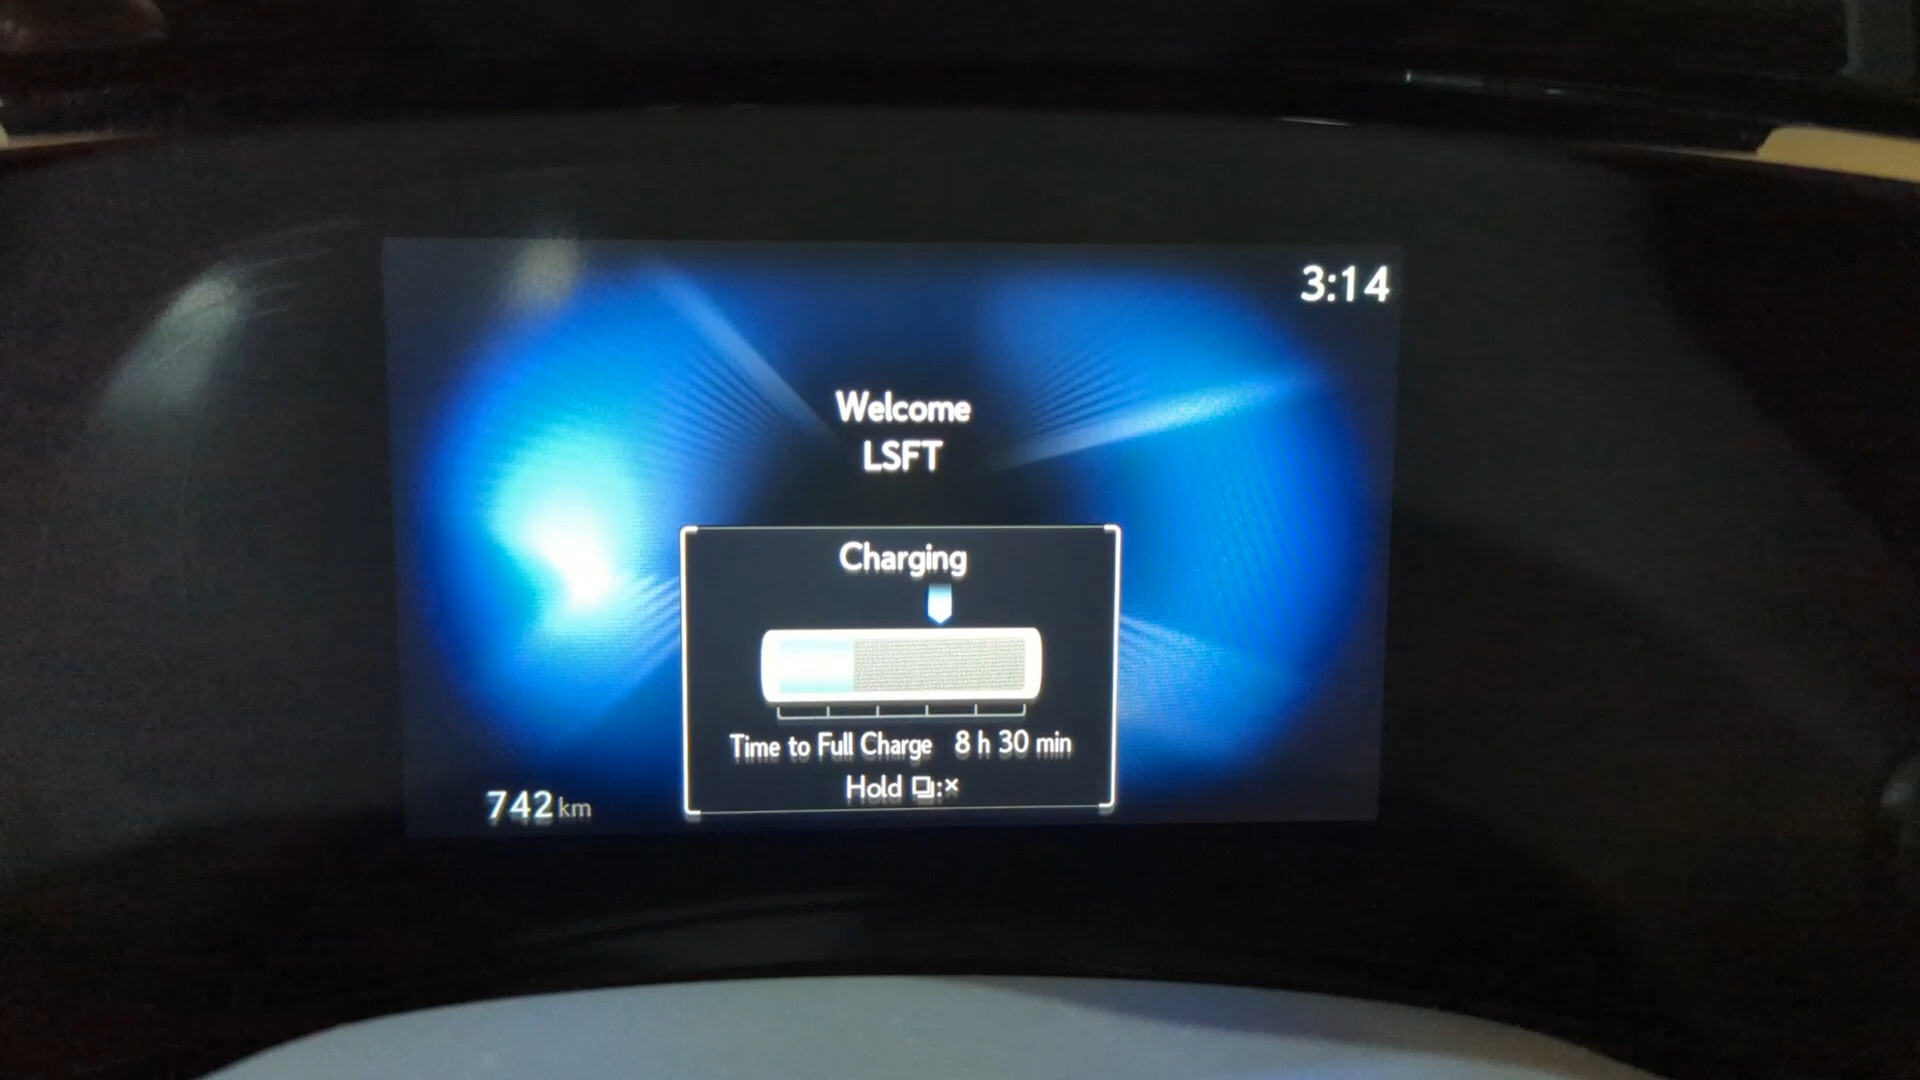 3:14
Welcome
LSFT
Charging
Time to Full Charge 8 h 30 min
Hold :×
742 km